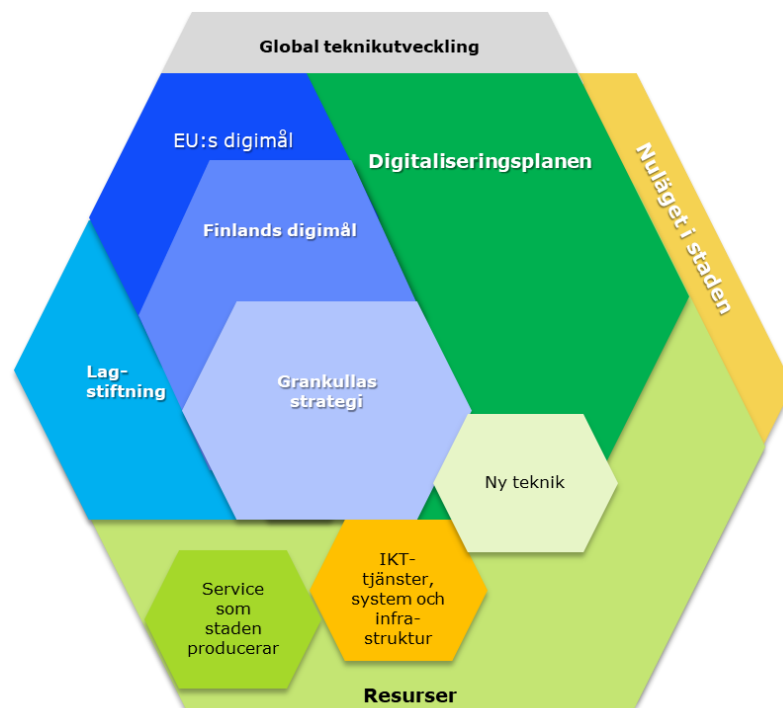 Global teknikutveckling
EU:s digimål
Digitaliseringsplanen
Nuläget i staden
Finlands digimål
Lag-
stiftning
Grankullas
strategi
Ny teknik
IKT-
tjänster,
system och
infra-
struktur
Service
som
staden
producerar
Resurser